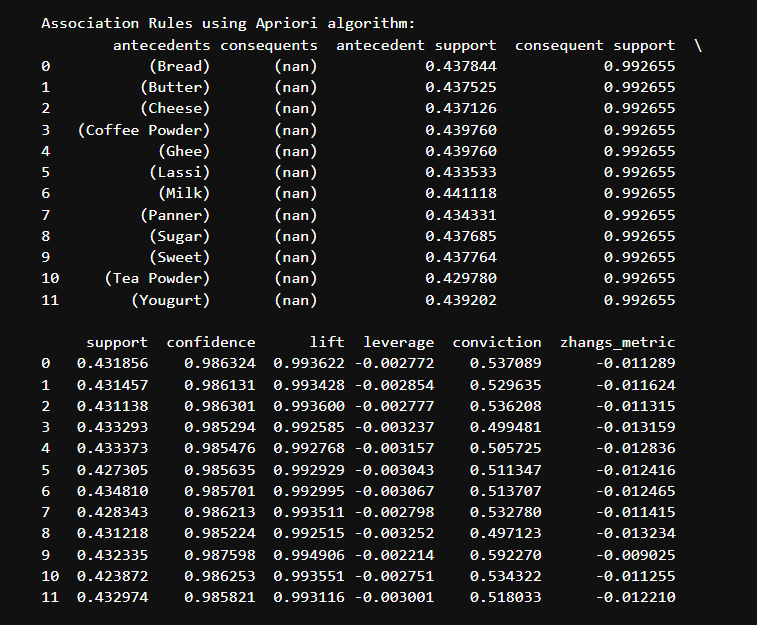 Association Rules using Apriori algorithm:
antecedents consequents antecedent support consequent support \
0 (Bread) (nan) 0.437844 0.992655
1 (Butter) (nan) 0.437525 0.992655
2 (Cheese) (nan) 0.437126 0.992655
3 (Coffee Powder) (nan) 0.439760 0.992655
4 (Ghee) (nan) 0.439760 0.992655
5 (Lassi) (nan) 0.433533 0.992655
6 (Milk) (nan) 0.441118 0.992655
7 (Panner) (nan) 0.434331 0.992655
8 (Sugar) (nan) 0.437685 0.992655
9 (Sweet) (nan) 0.437764 0.992655
10 (Tea Powder) (nan) 0.429780 0.992655
11 (Yougurt) (nan) 0.439202 0.992655
support confidence lift leverage conviction zhangs_metric
0 0.431856 0.986324 0.993622 -0.002772 0.537089 -0.011289
1 0.431457 0.986131 0.993428 -0.002854 0.529635 -0.011624
2 0.431138 0.986301 0.993600 -0.002777 0.536208 -0.011315
3 0.433293 0.985294 0.992585 -0.003237 0.499481 -0.013159
4 0.433373 0.985476 0.992768 -0.003157 0.505725 -0.012836
5 0.427305 0.985635 0.992929 -0.003043 0.511347 -0.012416
6 0.434810 0.985701 0.992995 -0.003067 0.513707 -0.012465
7 0.428343 0.986213 0.993511 -0.002798 0.532780 -0.011415
8 0.431218 0.985224 0.992515 -0.003252 0.497123 -0.013234
9 0.432335 0.987598 0.994906 -0.002214 0.592270 -0.009025
10 0.423872 0.986253 0.993551 -0.002751 0.534322 -0.011255
11 0.432974 0.985821 0.993116 -0.003001 0.518033 -0.012210